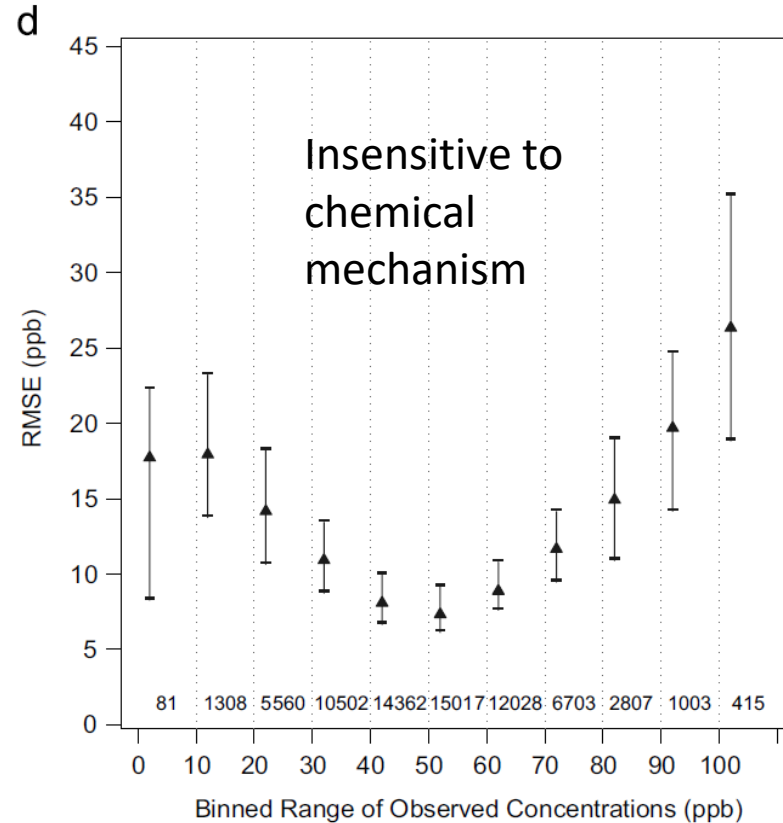 d
45
40
35
30
25
20
15
10
5
0
RMSE (ppb)
Insensitive to
chemical
mechanism
81 1308 5560 10502 14362 15017 12028 6703 2807 1003 415
0 10 20 30 40 50 60 70 80 90 100
Binned Range of Observed Concentrations (ppb)